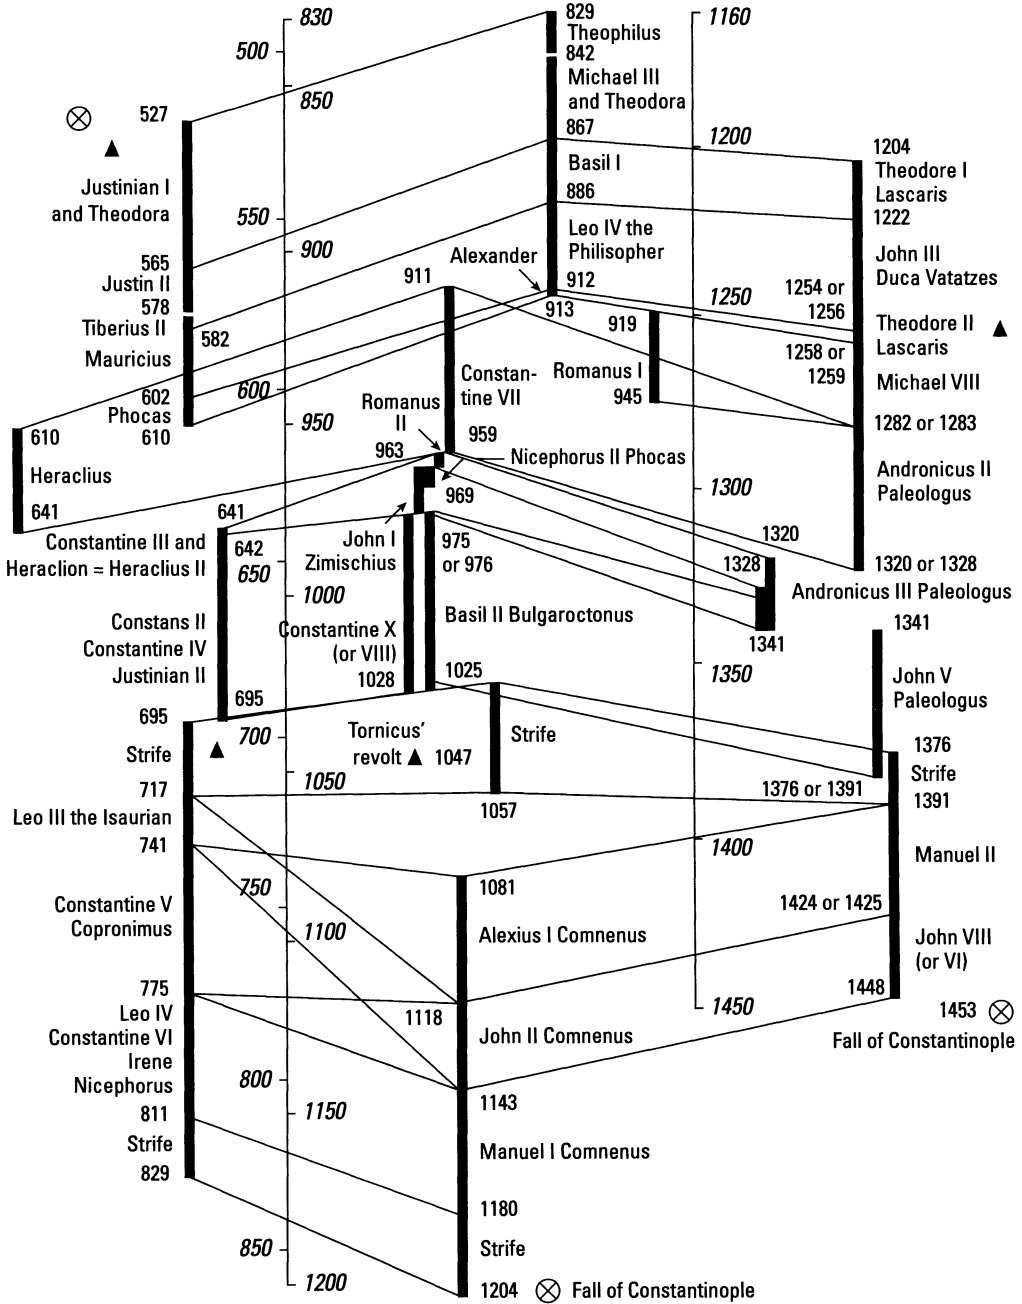 830
500
850
550
900
600
950
650
1000
700
1050
750
1100
800
1150
850
1200
1160
1200
1250
1300
1350
1400
1450
527
Justinian I
and Theodora
565
Justin II
578
Tiberius II
582
Mauricius
602
Phocas
610
610
Heraclius
641
641
642
Constantine III and
Heraclion = Heraclius II
Constans II
Constantine IV
Justinian II
695
695
Strife
717
Leo III the Isaurian
741
Constantine V
Copronimus
775
Leo IV
Constantine VI
Irene
Nicephorus
811
Strife
829
829
Theophilus
842
Michael III
and Theodora
867
Basil I
886
Leo IV the
Philisopher
Alexander
912
913
911
Constan-
tine VII
959
919
Romanus I
945
Romanus
II
963
Nicephorus II Phocas
969
John I
Zimischius
975
or 976
Basil II Bulgaroctonus
Constantine X
(or VIII)
1028
1025
Tornicus'
revolt
1047
Strife
1057
1081
Alexius I Comnenus
1118
John II Comnenus
1143
Manuel I Comnenus
1180
Strife
1204
Fall of Constantinople
1204
Theodore I
Lascaris
1222
John III
Duca Vatatzes
1254 or
1256
Theodore II
Lascaris
1258 or
1259
Michael VIII
1282 or 1283
Andronicus II
Paleologus
1320
1320 or 1328
1328
Andronicus III Paleologus
1341
1341
John V
Paleologus
1376
Strife
1376 or 1391
1391
Manuel II
1424 or 1425
John VIII
(or VI)
1448
1453
Fall of Constantinople